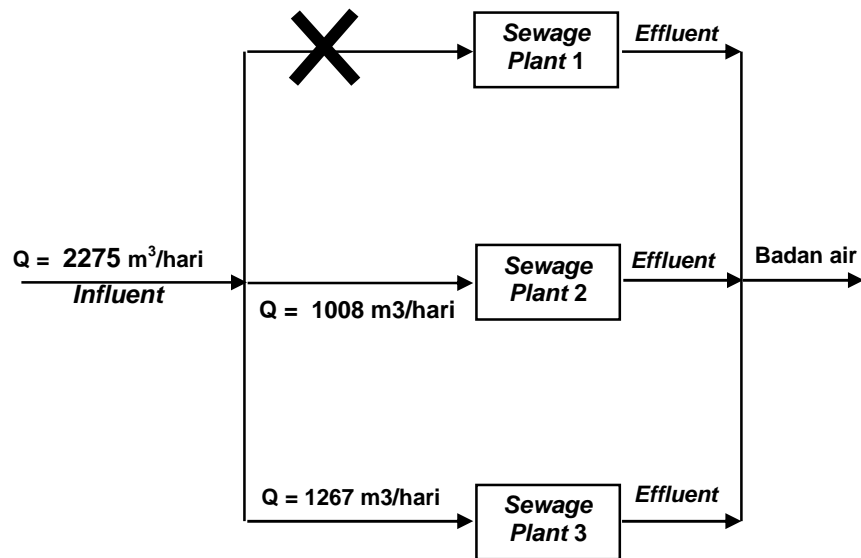 Sewage
Plant 1
Effluent
Q = 2275 m³/hari
Influent
Q = 1008 m3/hari
Sewage
Plant 2
Effluent
Badan air
Q = 1267 m3/hari
Sewage
Plant 3
Effluent